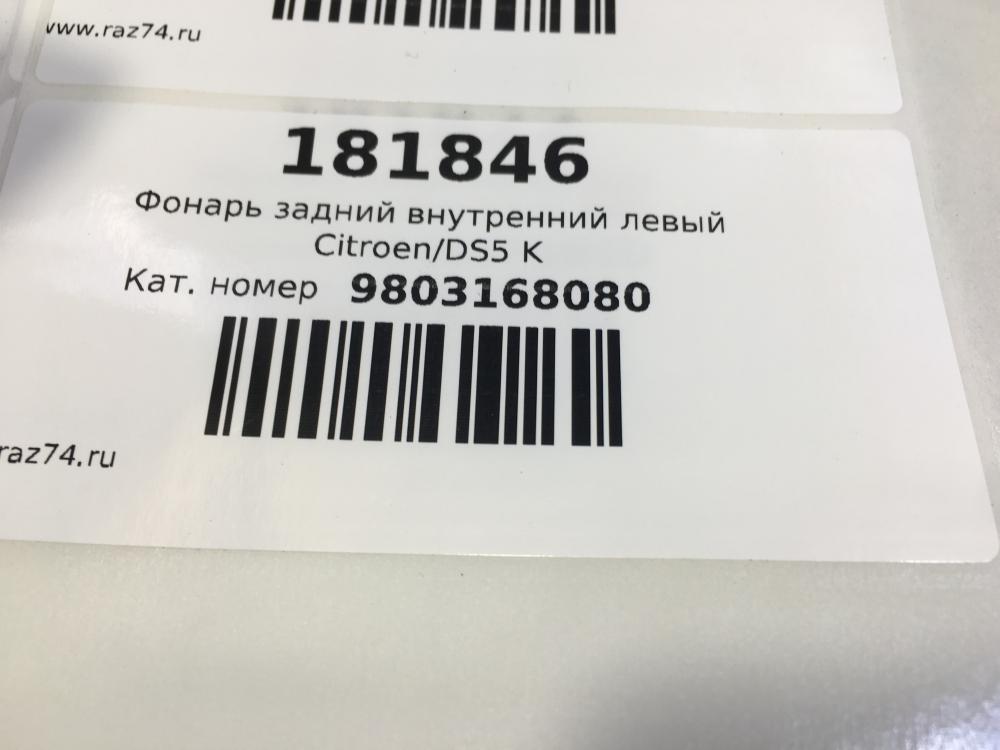 www.raz74.ru
181846
Фонарь задний внутренний левый
Citroen/DS5 K
Кат. номер 9803168080
raz74.ru